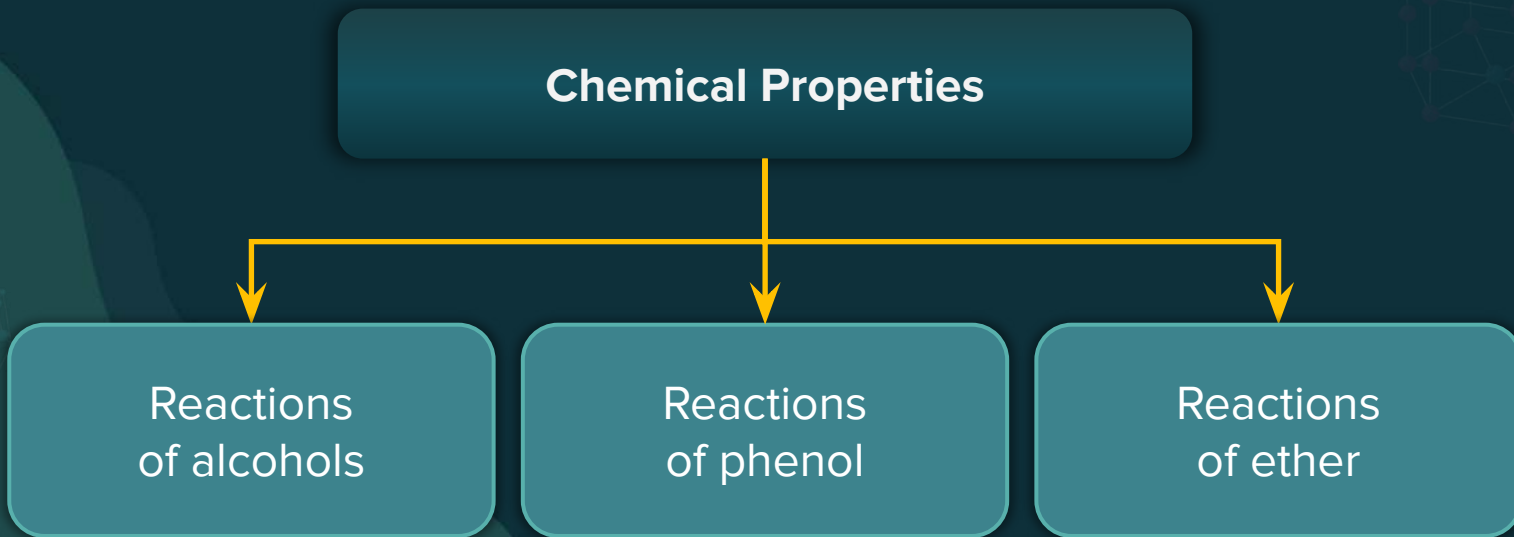 Chemical Properties
Reactions
of alcohols
Reactions
of phenol
Reactions
of ether